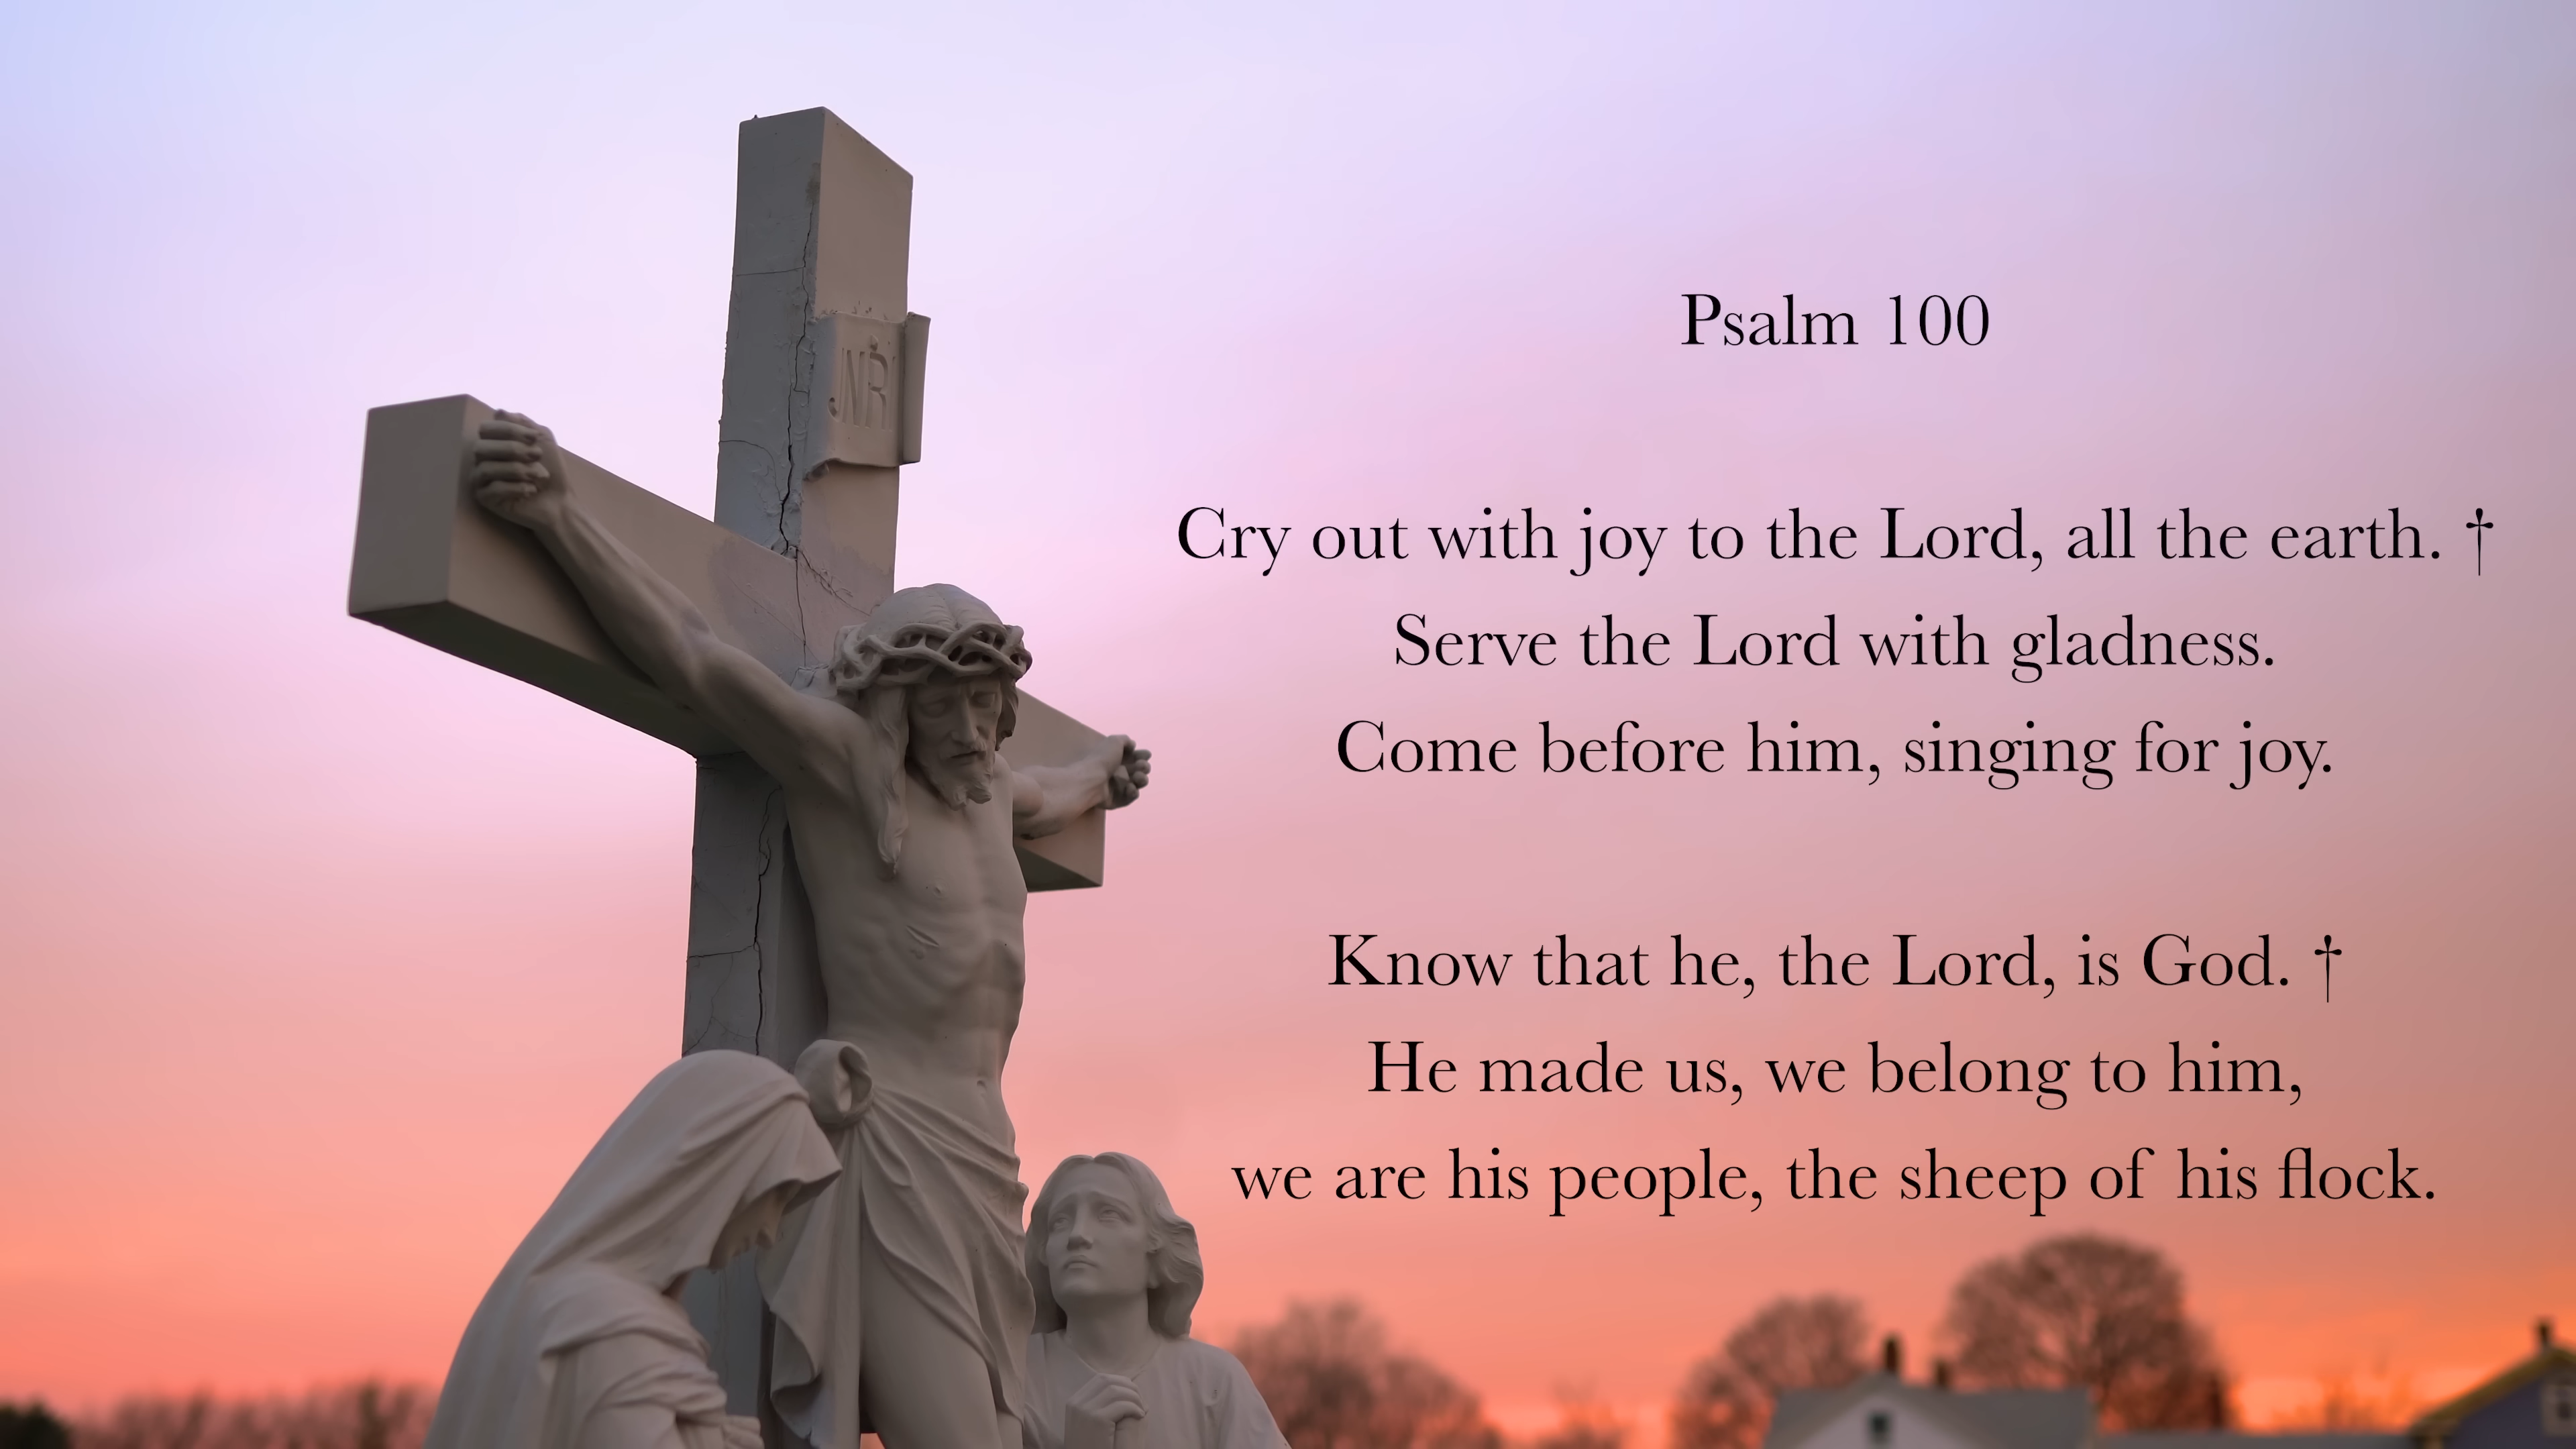 JNRI
Psalm 100
Cry out with joy to the Lord, all the earth. †
Serve the Lord with gladness.
Come before him, singing for joy.
Know that he, the Lord, is God. †
He made us, we belong to him,
we are his people, the sheep of his flock.